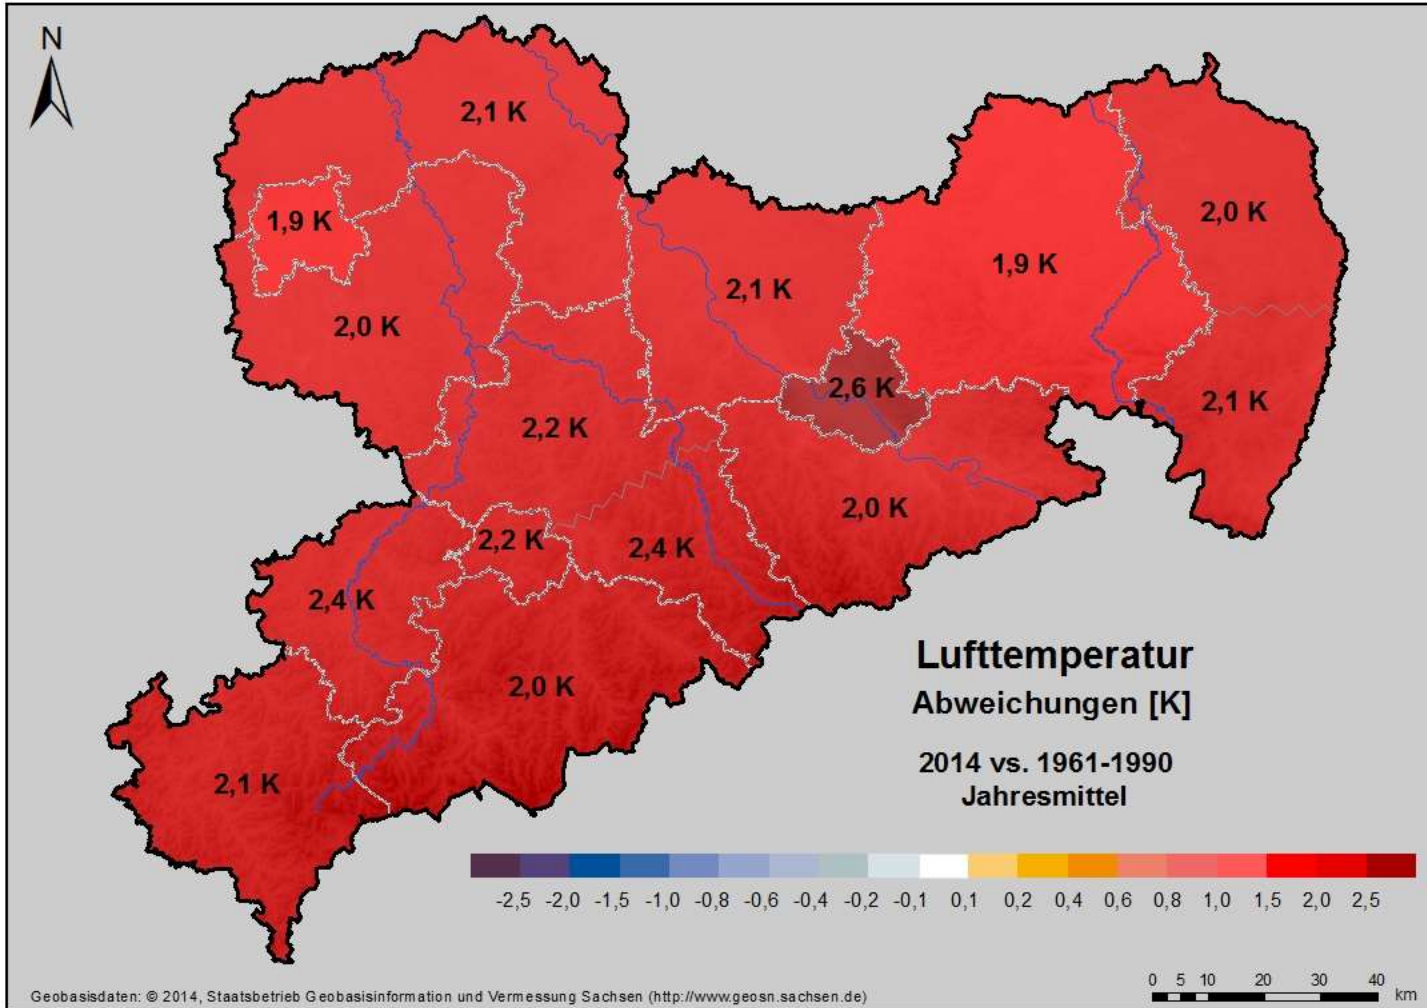 N
2,1 K
1,9 K
2,0 K
2,0 K
2,1 K
1,9 K
2,6 K
2,1 K
2,2 K
2,0 K
2,2 K
2,4 K
2,4 K
2,0 K
2,1 K
Lufttemperatur
Abweichungen [K]
2014 vs. 1961-1990
Jahresmittel
-2,5 -2,0 -1,5 -1,0 -0,8 -0,6 -0,4 -0,2 -0,1 0,1 0,2 0,4 0,6 0,8 1,0 1,5 2,0 2,5
0 5 10 20 30 40 km
Geobasisdaten: © 2014, Staatsbetrieb Geobasisinformation und Vermessung Sachsen (http://www.geosn.sachsen.de)